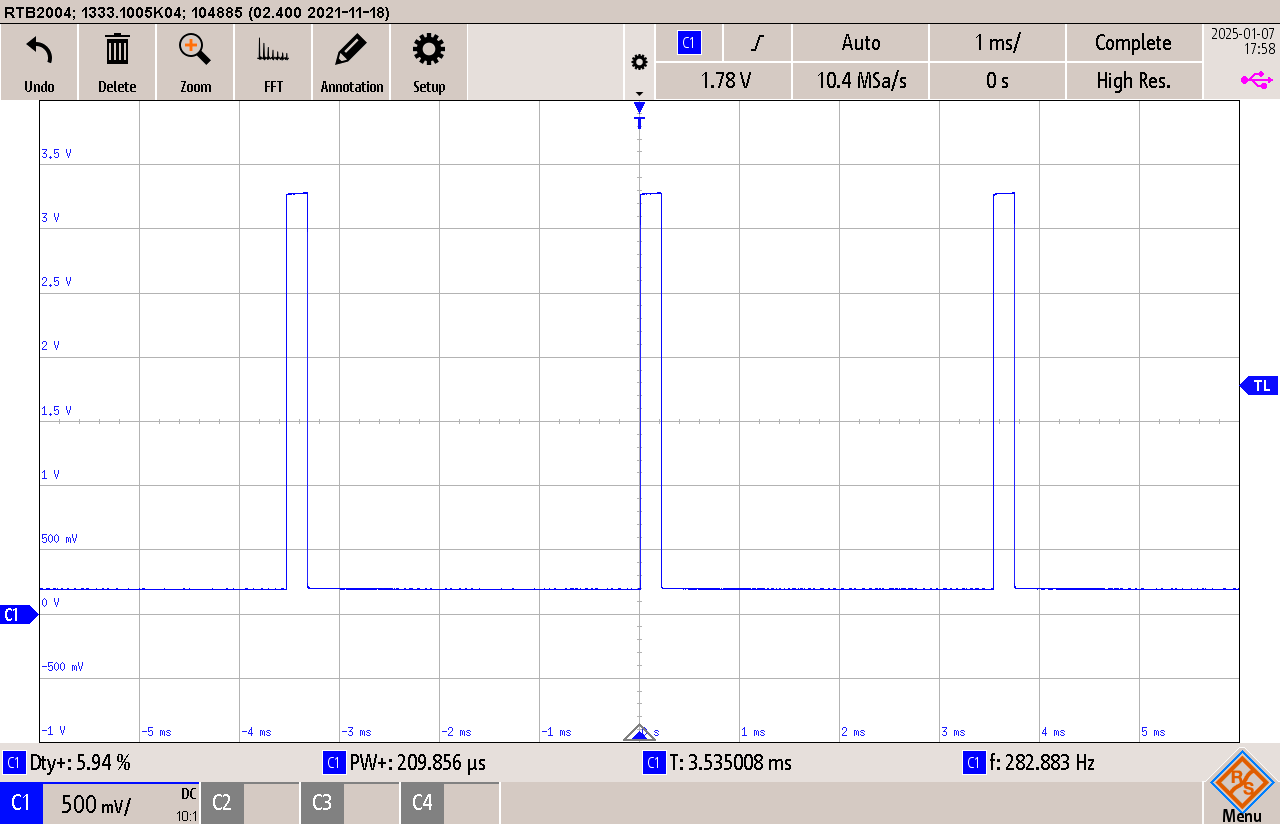 RTB2004; 1333.1005K04; 104885 (02.400 2021-11-18)
Undo
Delete
Zoom
FFT
Annotation
Setup
C1
Auto
1 ms/
Complete
1.78 V
10.4 MSa/s
0 s
High Res.
2025-01-07
17:58
T
3.5 V
3 V
2.5 V
2 V
TL
1.5 V
1 V
500 mV
0 V
C1
-500 mV
-1 V
-5 ms
-4 ms
-3 ms
-2 ms
-1 ms
s
1 ms
2 ms
3 ms
4 ms
5 ms
C1 Dty+: 5.94 %
C1 PW+: 209.856 µs
C1 T: 3.535008 ms
C1 f: 282.883 Hz
C1
500 mV/
DC
10:1
C2
C3
C4
R S
Menu